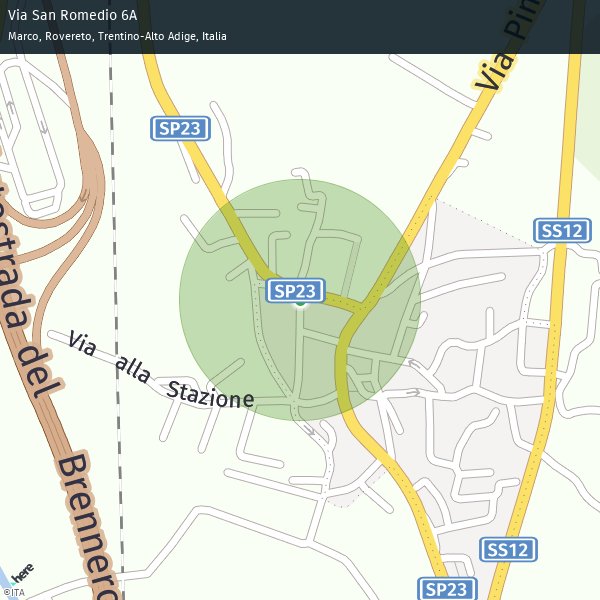 Via San Romedio 6A
Marco, Rovereto, Trentino-Alto Adige, Italia
Via Pin
SP23
SS12
ostrada del Brennero
SP23
Via alla Stazione
SS12
SP23
here
©ITA